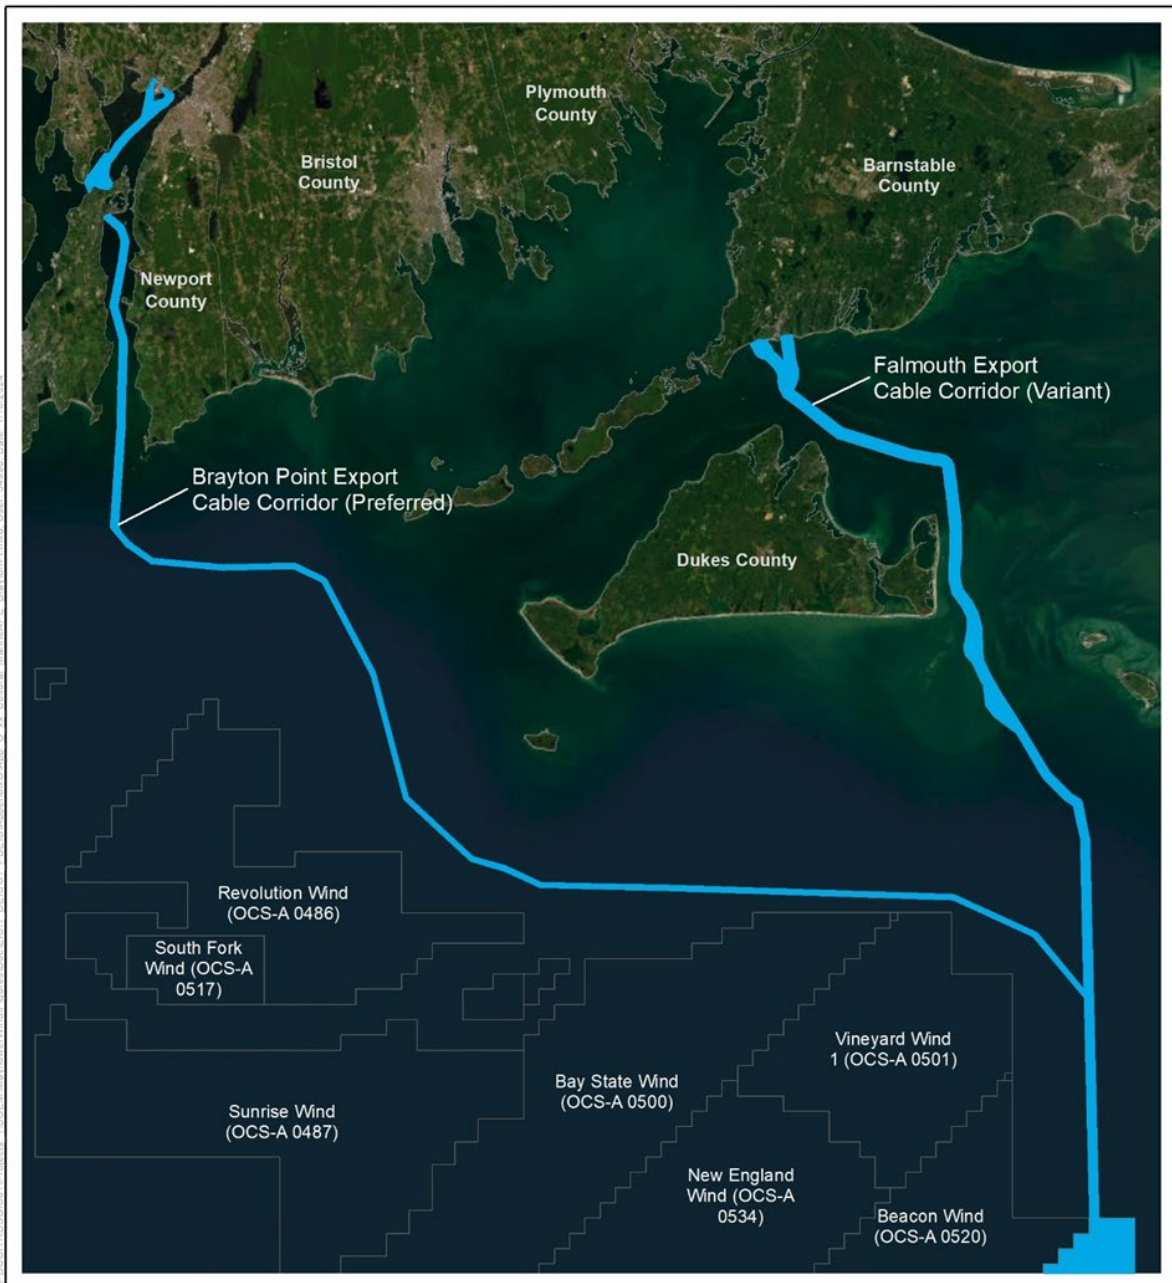 Plymouth
County
Bristol
County
Barnstable
County
Newport
County
Falmouth Export
Cable Corridor (Variant)
Brayton Point Export
Cable Corridor (Preferred)
Dukes County
Revolution Wind
(OCS-A 0486)
South Fork
Wind (OCS-A
0517)
Vineyard Wind
1 (OCS-A 0501)
Bay State Wind
(OCS-A 0500)
Sunrise Wind
(OCS-A 0487)
New England
Wind (OCS-A
0534)
Beacon Wind
(OCS-A 0520)